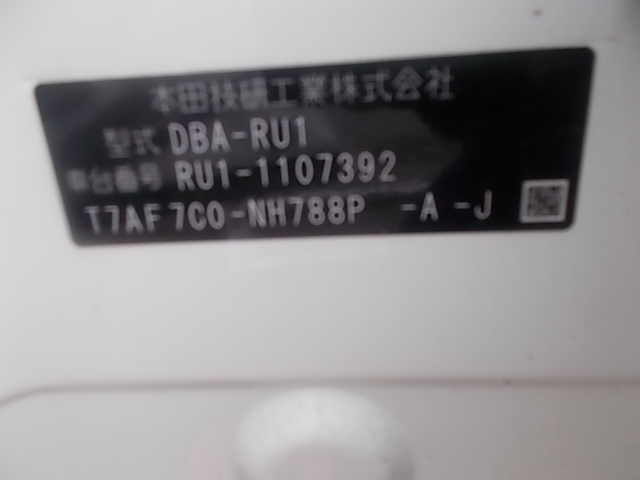 本田技研工業株式会社
型式 DBA-RU1
車台番号 RU1-1107392
T7AF7C0-NH788P -A -J